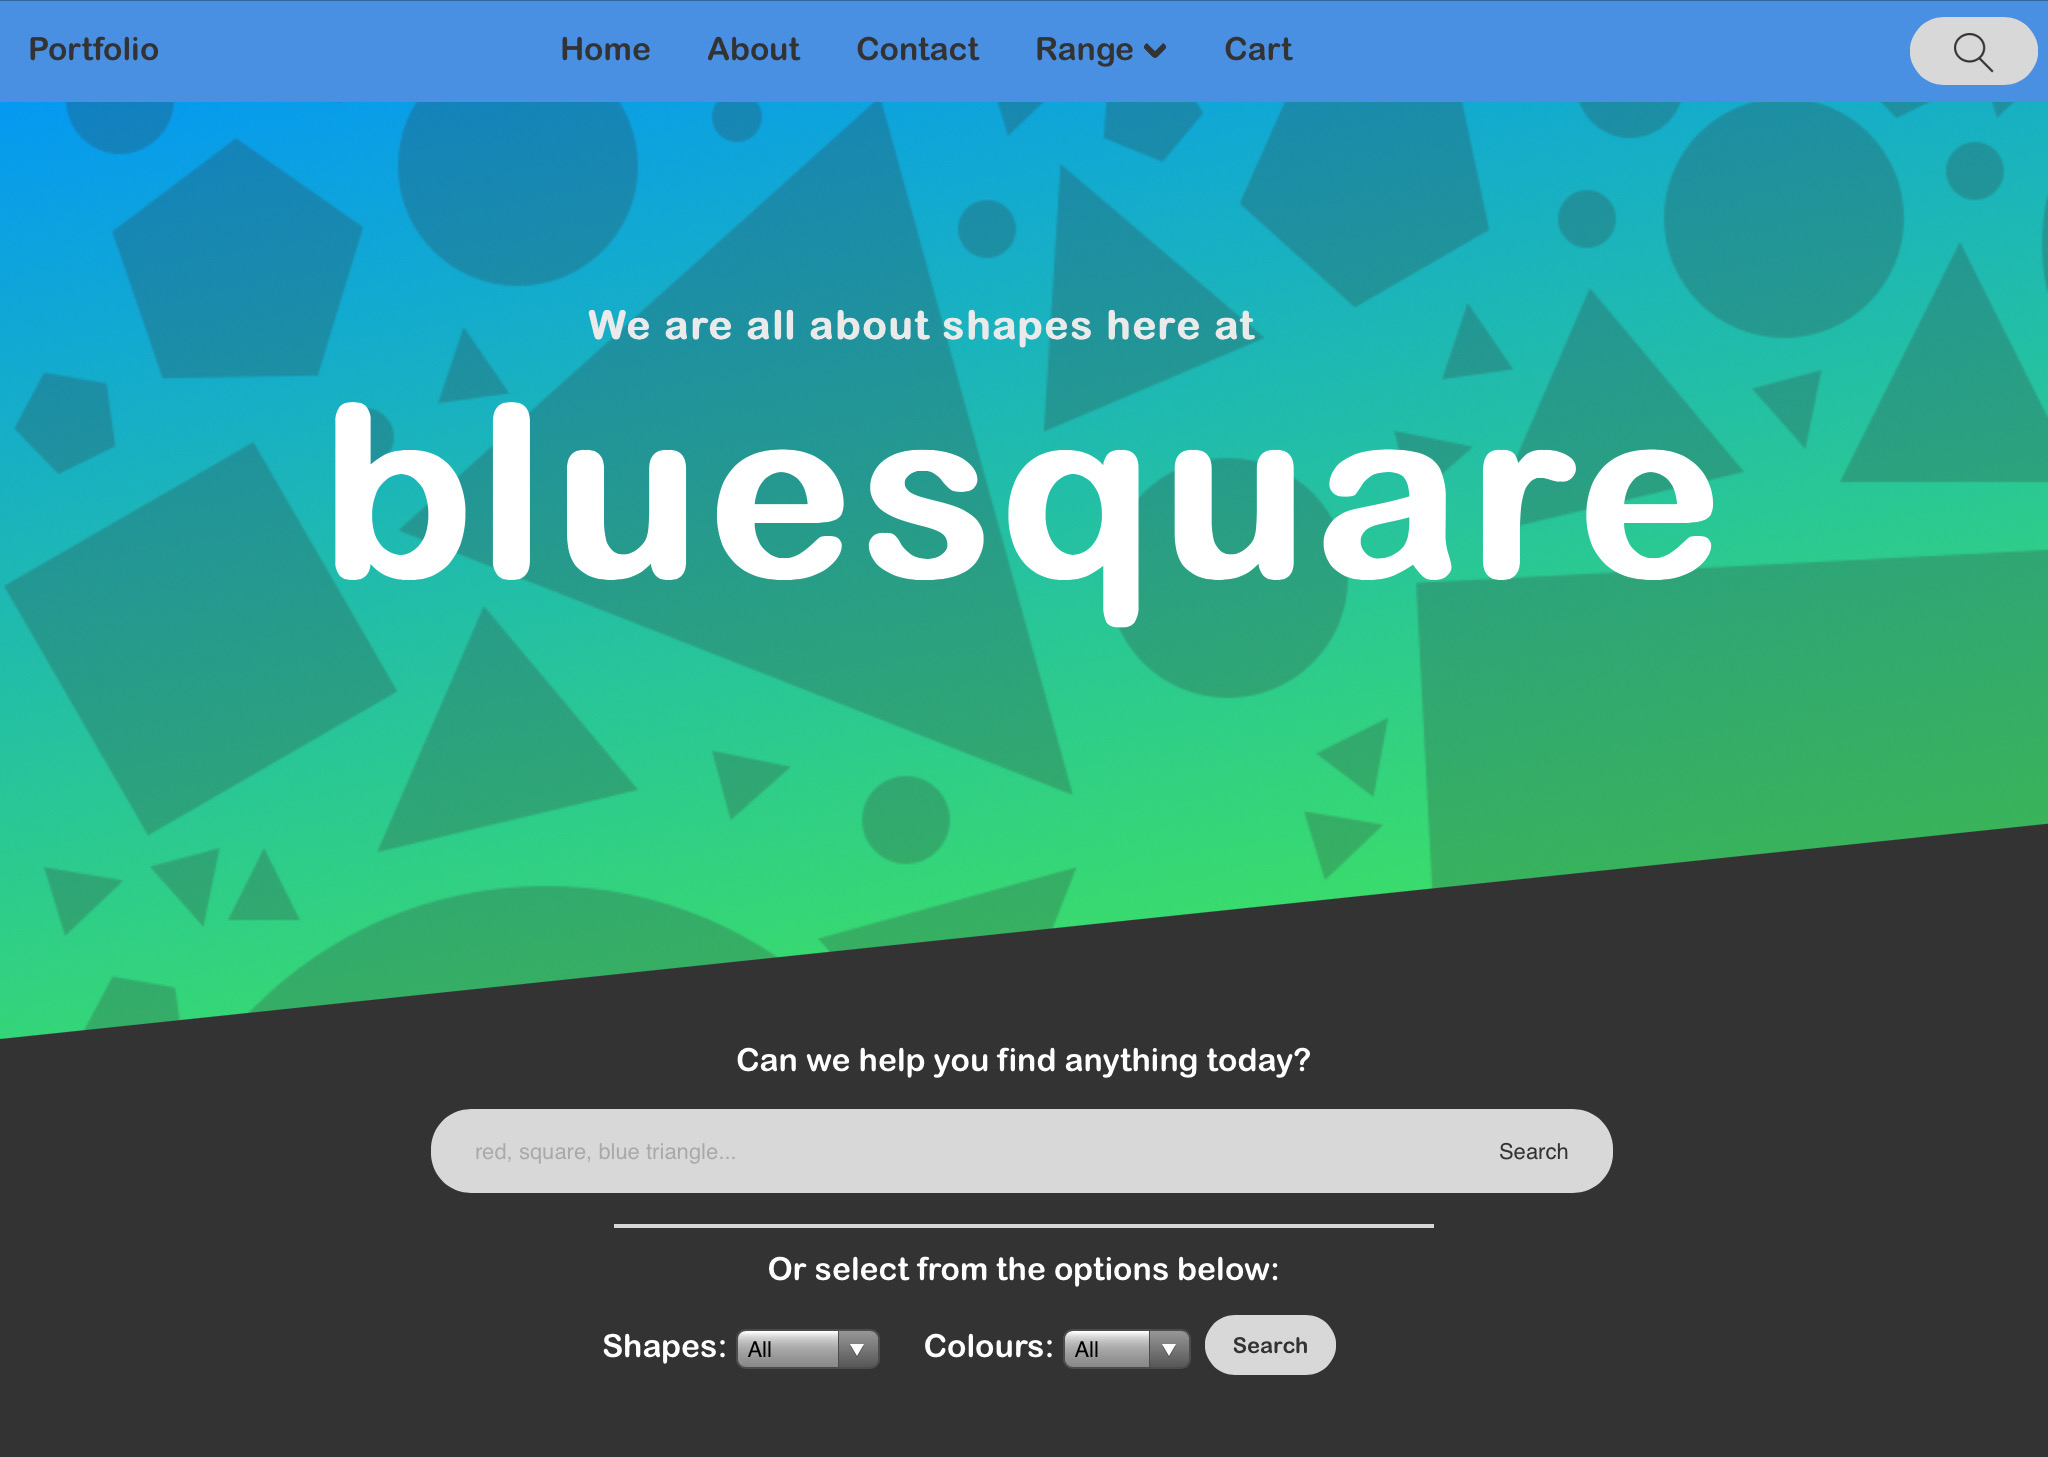 Portfolio Home About Contact Range Cart
We are all about shapes here at
bluesquare
Can we help you find anything today?
red, square, blue triangle... Search
Or select from the options below:
Shapes: All Colours: All Search